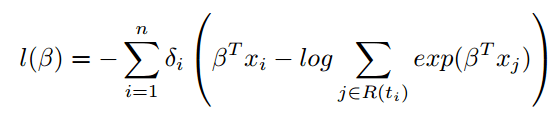 l(β) = − ∑_{i=1}^{n} δ_i ( β^T x_i − log ∑_{j∈R(t_i)} exp(β^T x_j) )